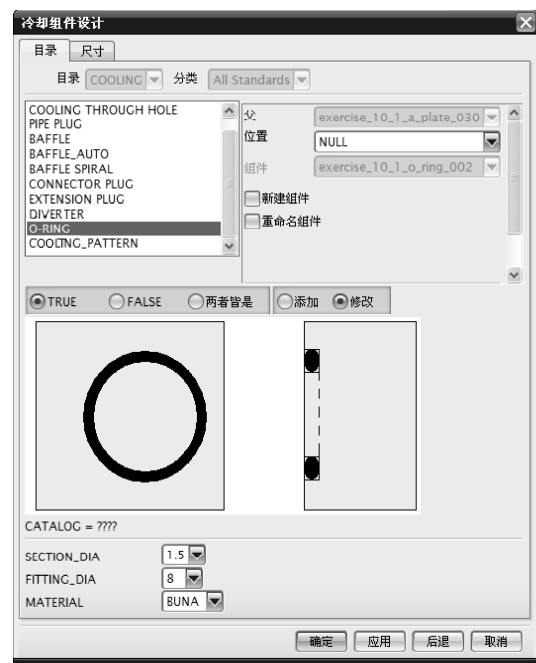 冷却组件设计
目录 尺寸
目录 COOLING 分类 All Standards
COOLING THROUGH HOLE
PIPE PLUG
BAFFLE
BAFFLE_AUTO
BAFFLE SPIRAL
CONNECTOR PLUG
EXTENSION PLUG
DIVERTER
O-RING
COOLING_PATTERN
父 exercise_10_1_a_plate_030
位置 NULL
组件 exercise_10_1_o_ring_002
新建组件
重命名组件
TRUE FALSE 两者皆是 添加 修改
CATALOG = ????
SECTION_DIA 1.5
FITTING_DIA 8
MATERIAL BUNA
确定 应用 后退 取消